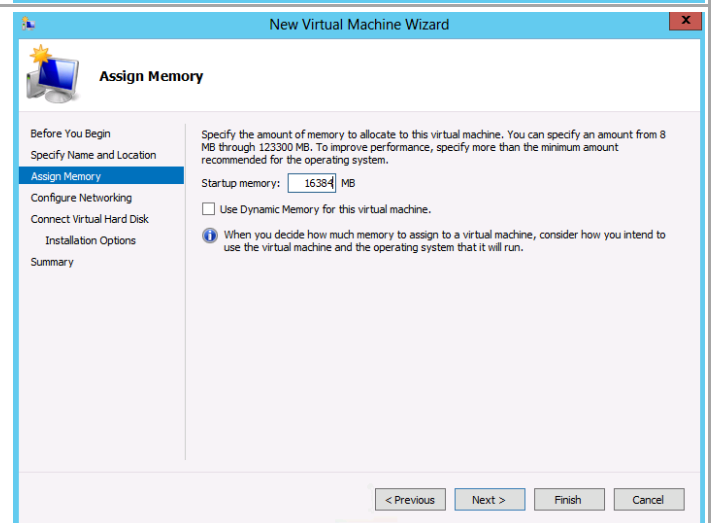 New Virtual Machine Wizard
x
Assign Memory
Before You Begin
Specify Name and Location
Assign Memory
Configure Networking
Connect Virtual Hard Disk
Installation Options
Summary
Specify the amount of memory to allocate to this virtual machine. You can specify an amount from 8
MB through 123300 MB. To improve performance, specify more than the minimum amount
recommended for the operating system.
Startup memory: 16384 MB
Use Dynamic Memory for this virtual machine.
When you decide how much memory to assign to a virtual machine, consider how you intend to
use the virtual machine and the operating system that it will run.
< Previous Next > Finish Cancel